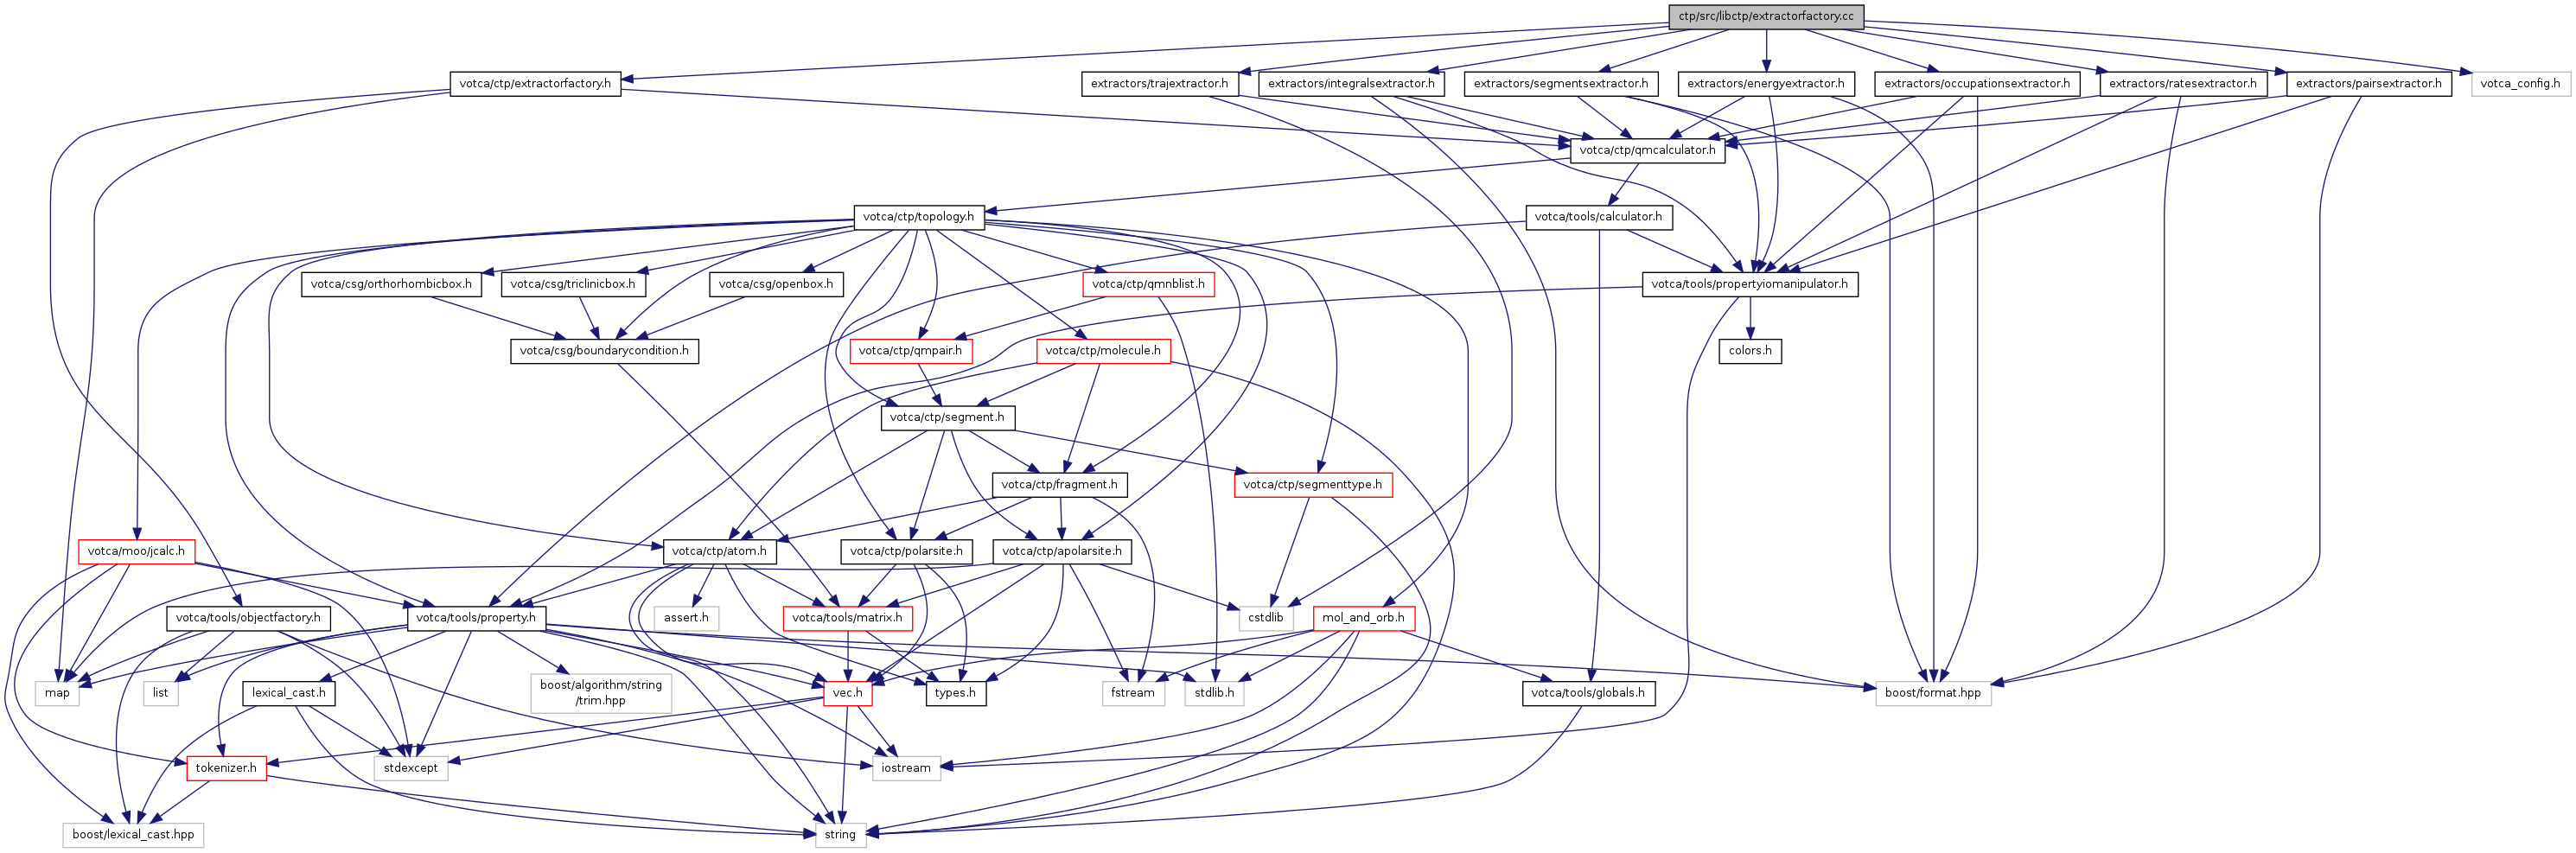 ctp/src/libctp/extractorfactory.cc
votca/ctp/extractorfactory.h
extractors/trajextractor.h
extractors/integralsextractor.h
extractors/segmentsextractor.h
extractors/energyextractor.h
extractors/occupationsextractor.h
extractors/ratesextractor.h
extractors/pairsextractor.h
votca_config.h
votca/ctp/qmcalculator.h
votca/ctp/topology.h
votca/tools/calculator.h
votca/csg/orthorhombicbox.h
votca/csg/triclinicbox.h
votca/csg/openbox.h
votca/ctp/qmnblist.h
votca/tools/propertyiomanipulator.h
votca/csg/boundarycondition.h
votca/ctp/qmpair.h
votca/ctp/molecule.h
colors.h
votca/ctp/segment.h
votca/ctp/fragment.h
votca/ctp/segmenttype.h
votca/moo/jcalc.h
votca/ctp/atom.h
votca/ctp/polarsite.h
votca/ctp/apolarsite.h
votca/tools/objectfactory.h
votca/tools/property.h
assert.h
votca/tools/matrix.h
cstdlib
mol_and_orb.h
map
list
lexical_cast.h
boost/algorithm/string
/trim.hpp
vec.h
types.h
fstream
stdlib.h
votca/tools/globals.h
boost/format.hpp
tokenizer.h
stdexcept
iostream
boost/lexical_cast.hpp
string